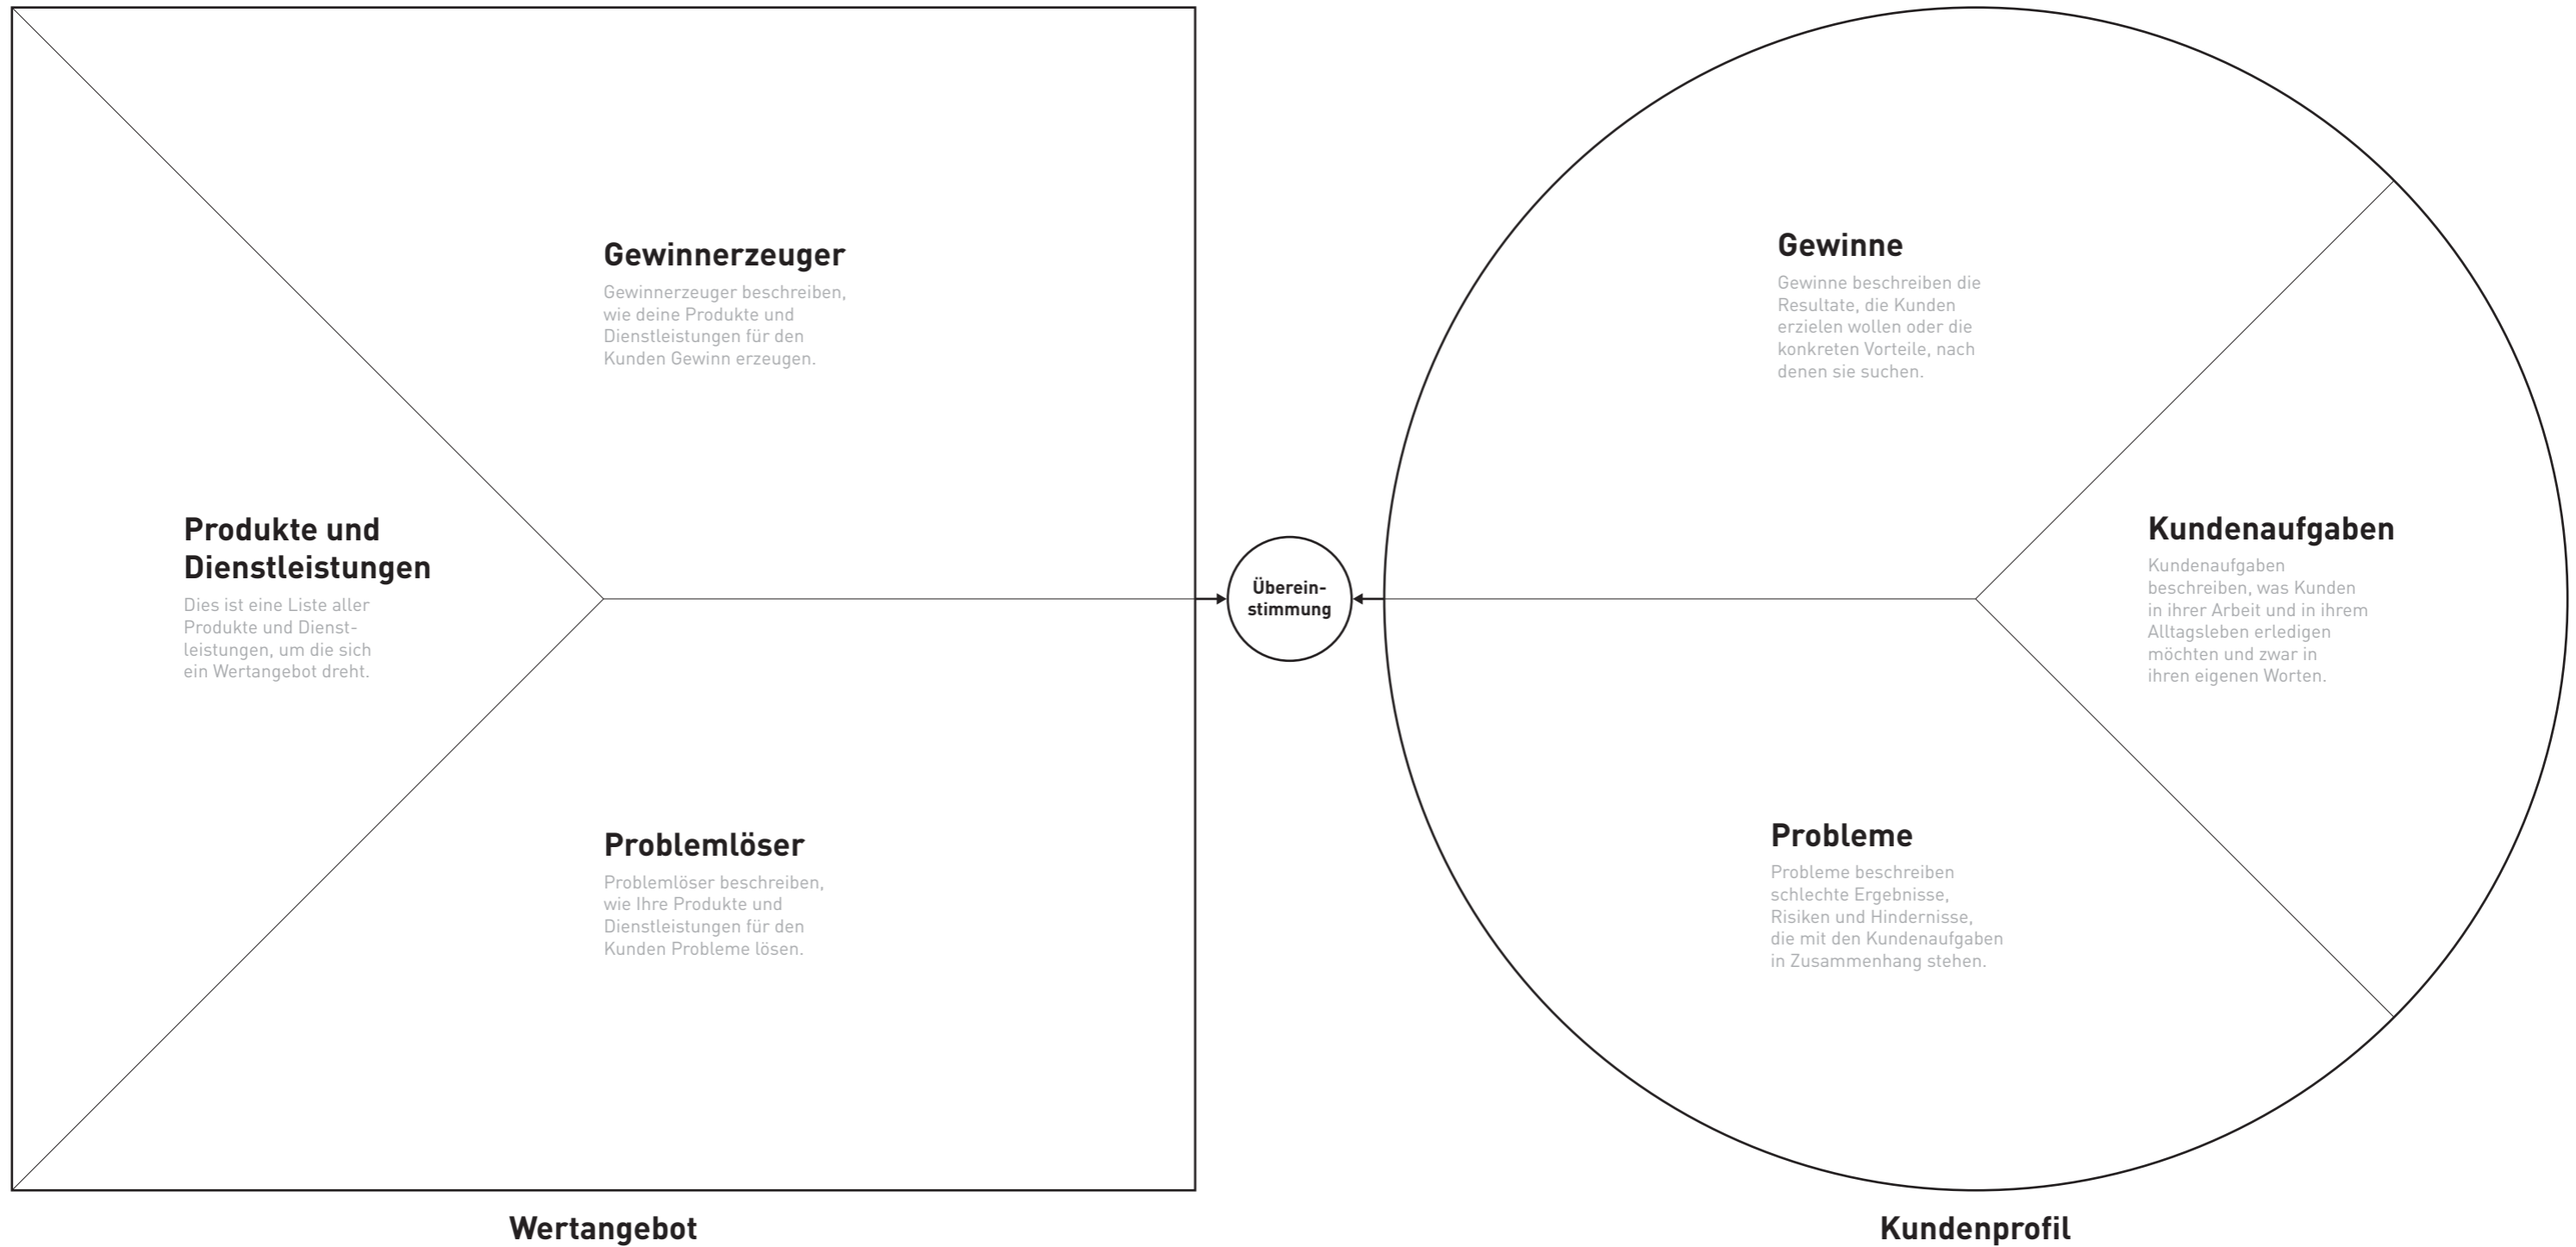 Gewinnerzeuger
Gewinnerzeuger beschreiben,
wie deine Produkte und
Dienstleistungen für den
Kunden Gewinn erzeugen.
Produkte und
Dienstleistungen
Dies ist eine Liste aller
Produkte und Dienst-
leistungen, um die sich
ein Wertangebot dreht.
Problemlöser
Problemlöser beschreiben,
wie Ihre Produkte und
Dienstleistungen für den
Kunden Probleme lösen.
Wertangebot
Überein-
stimmung
Gewinne
Gewinne beschreiben die
Resultate, die Kunden
erzielen wollen oder die
konkreten Vorteile, nach
denen sie suchen.
Kundenaufgaben
Kundenaufgaben
beschreiben, was Kunden
in ihrer Arbeit und in ihrem
Alltagsleben erledigen
möchten und zwar in
ihren eigenen Worten.
Probleme
Probleme beschreiben
schlechte Ergebnisse,
Risiken und Hindernisse,
die mit den Kundenaufgaben
in Zusammenhang stehen.
Kundenprofil